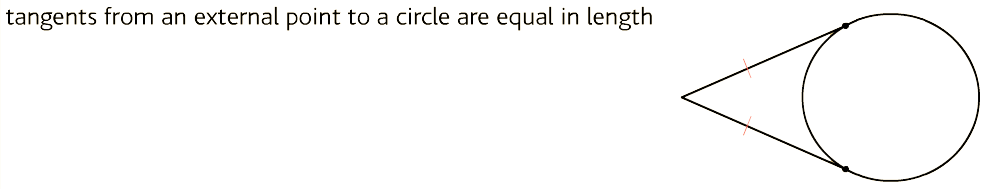 tangents from an external point to a circle are equal in length